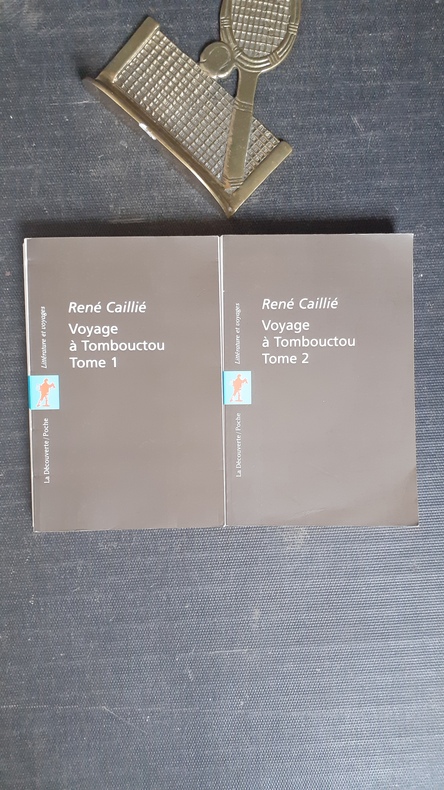 René Caillié
Voyage
à Tombouctou
Tome 1
Littérature et voyages
La Découverte / Poche
René Caillié
Voyage
à Tombouctou
Tome 2
Littérature et voyages
La Découverte / Poche